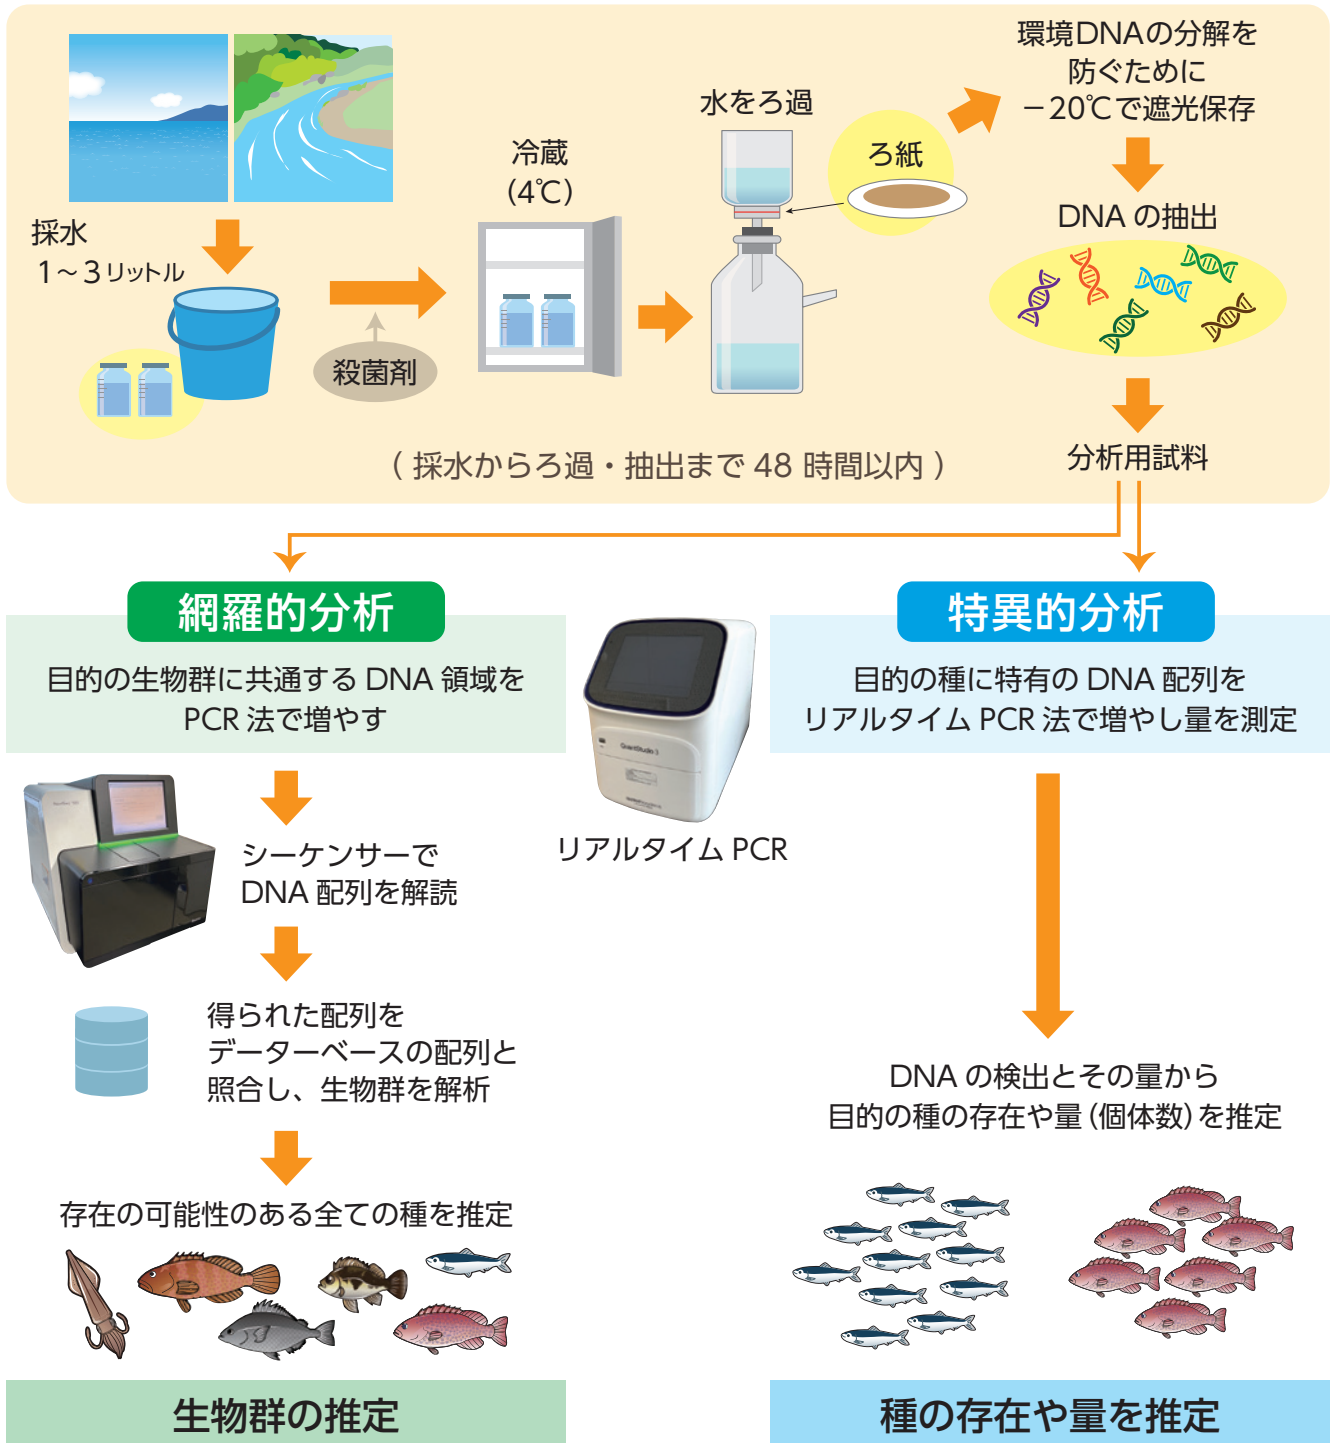 環境DNAの分解を
防ぐために
－20℃で遮光保存
水をろ過
ろ紙
冷蔵
（4℃）
DNA の抽出
採水
1～3リットル
殺菌剤
（ 採水からろ過・抽出まで 48 時間以内 ）
分析用試料
網羅的分析
目的の生物群に共通する DNA 領域を
PCR 法で増やす
特異的分析
目的の種に特有の DNA 配列を
リアルタイム PCR 法で増やし量を測定
QuantStudio 3
リアルタイム PCR
シーケンサーで
DNA 配列を解読
得られた配列を
データーベースの配列と
照合し、生物群を解析
DNA の検出とその量から
目的の種の存在や量（個体数）を推定
存在の可能性のある全ての種を推定
生物群の推定
種の存在や量を推定